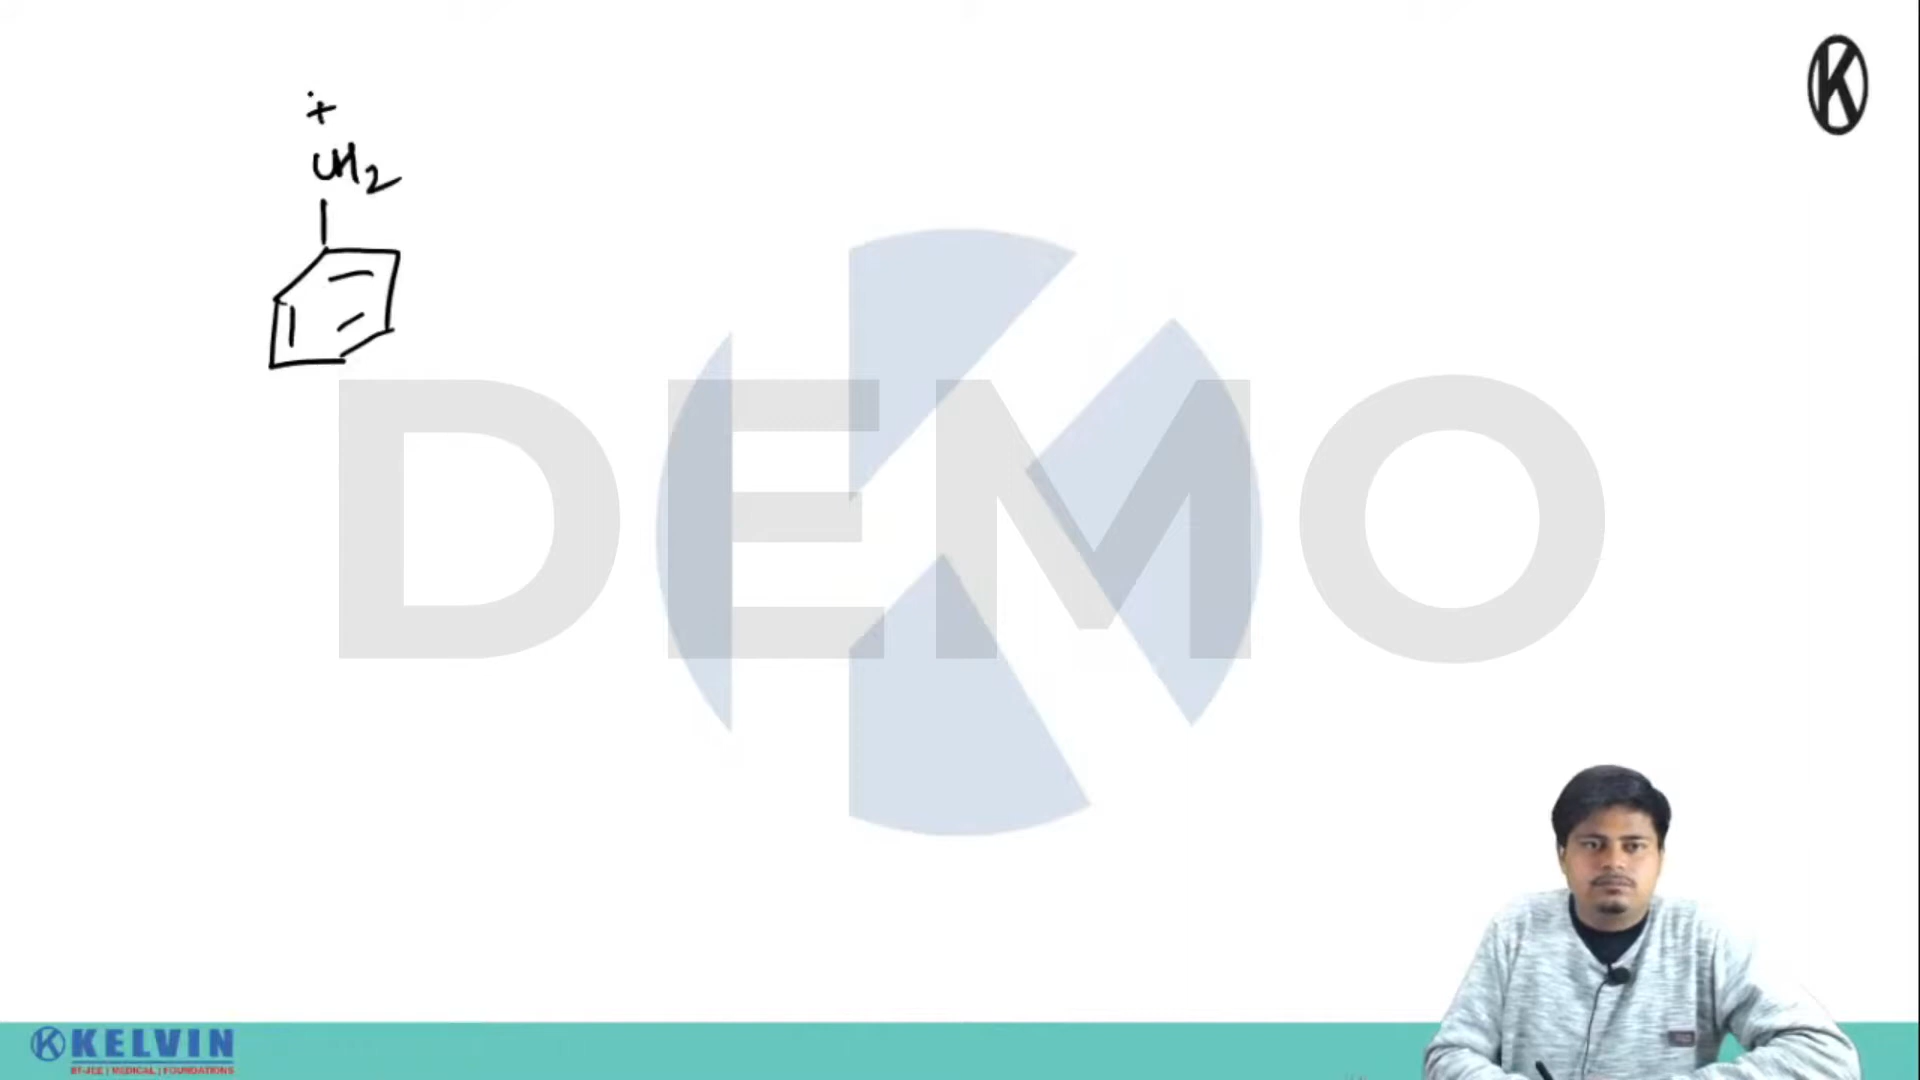 +
CH2
DEMO
K
KELVIN
IIT-JEE | MEDICAL | FOUNDATIONS